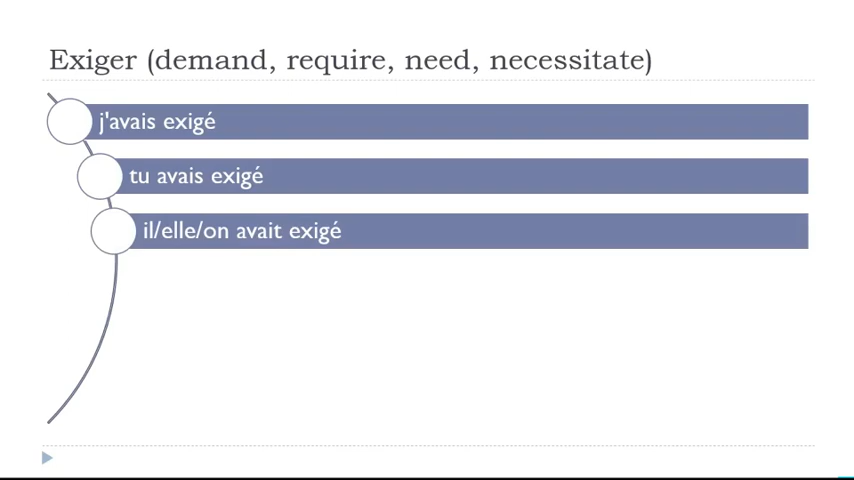 Exiger (demand, require, need, necessitate)
j'avais exigé
tu avais exigé
il/elle/on avait exigé